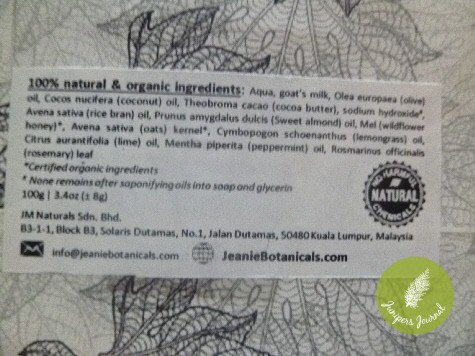 100% natural & organic ingredients: Aqua, goat's milk, Olea europaea (olive)
oil, Cocos nucifera (coconut) oil, Theobroma cacao (cocoa butter), sodium hydroxide*,
Avena sativa (rice bran) oil, Prunus amygdalus dulcis (Sweet almond) oil, Mel (wildflower
honey)*, Avena sativa (oats) kernel*, Cymbopogon schoenanthus (lemongrass) oil,
Citrus aurantifolia (lime) oil, Mentha piperita (peppermint) oil, Rosmarinus officinalis
(rosemary) leaf
*Certified organic ingredients
* None remains after saponifying oils into soap and glycerin
100g | 3.4oz (± 8g)
NO HARMFUL
NATURAL
CHEMICALS
JM Naturals Sdn. Bhd.
B3-1-1, Block B3, Solaris Dutamas, No.1, Jalan Dutamas, 50480 Kuala Lumpur, Malaysia
info@jeaniebotanicals.com JeanieBotanicals.com
Junipers Journal